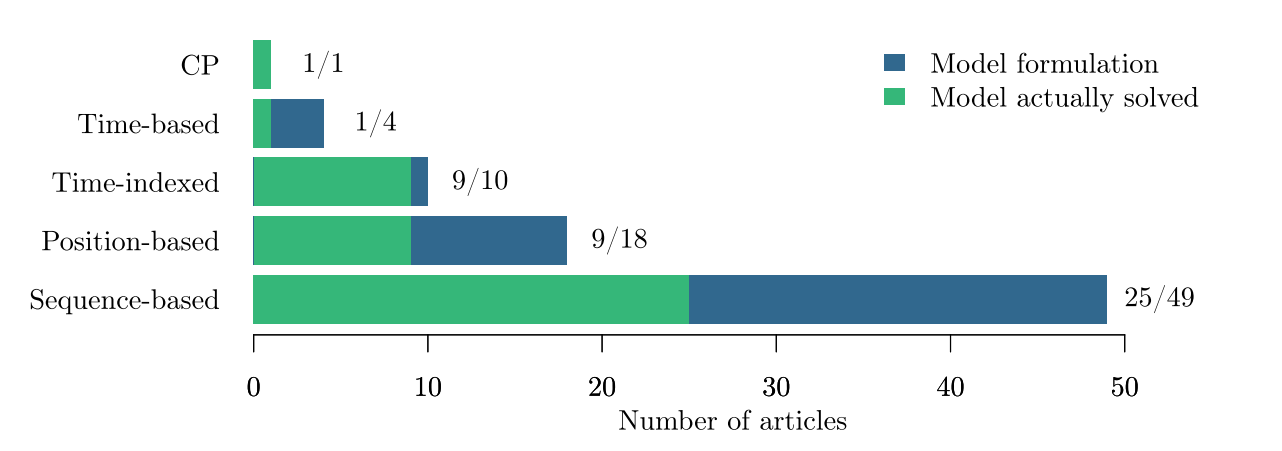 CP 1/1
Model formulation
Model actually solved
Time-based 1/4
Time-indexed 9/10
Position-based 9/18
Sequence-based 25/49
0 10 20 30 40 50
Number of articles